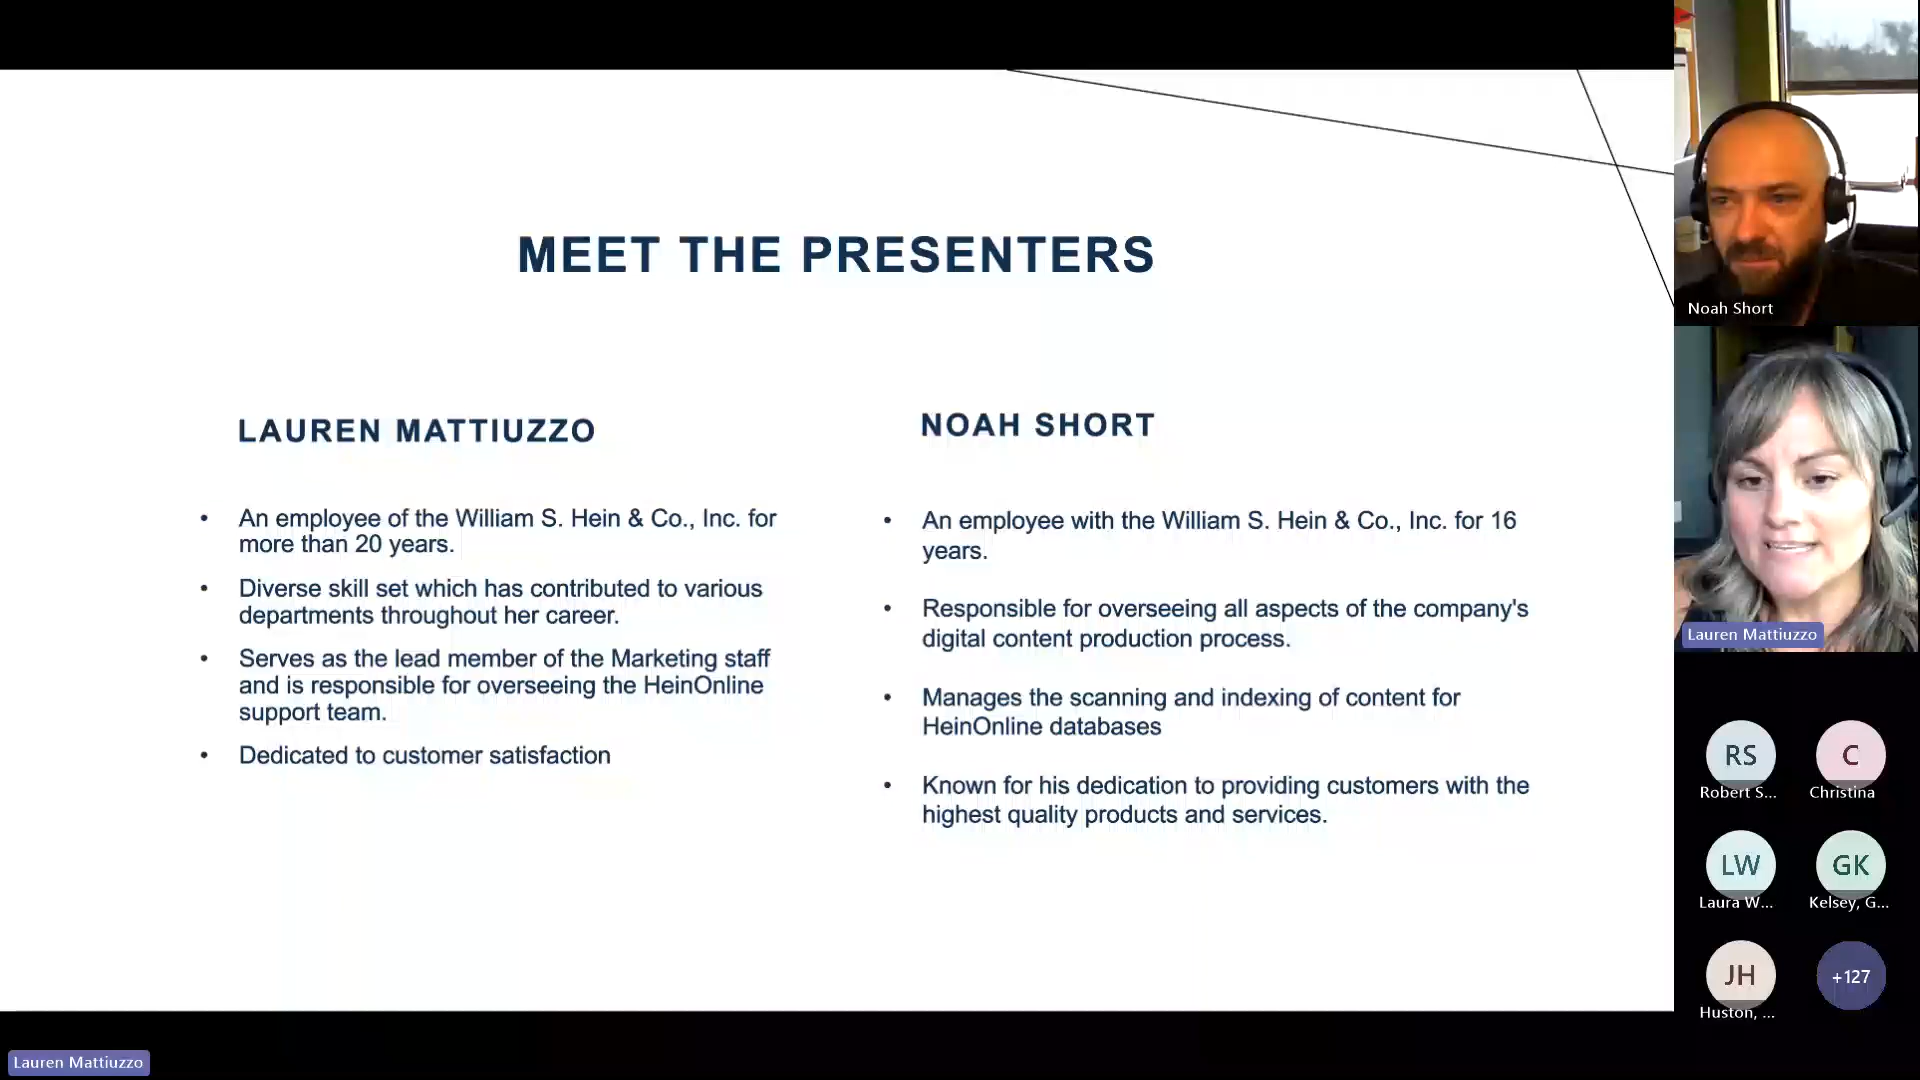 MEET THE PRESENTERS
LAUREN MATTIUZZO
• An employee of the William S. Hein & Co., Inc. for
more than 20 years.
• Diverse skill set which has contributed to various
departments throughout her career.
• Serves as the lead member of the Marketing staff
and is responsible for overseeing the HeinOnline
support team.
• Dedicated to customer satisfaction
NOAH SHORT
• An employee with the William S. Hein & Co., Inc. for 16
years.
• Responsible for overseeing all aspects of the company's
digital content production process.
• Manages the scanning and indexing of content for
HeinOnline databases
• Known for his dedication to providing customers with the
highest quality products and services.
Noah Short
Lauren Mattiuzzo
RS
Robert S...
C
Christina
LW
Laura W...
GK
Kelsey, G...
JH
Huston, ...
+127
Lauren Mattiuzzo